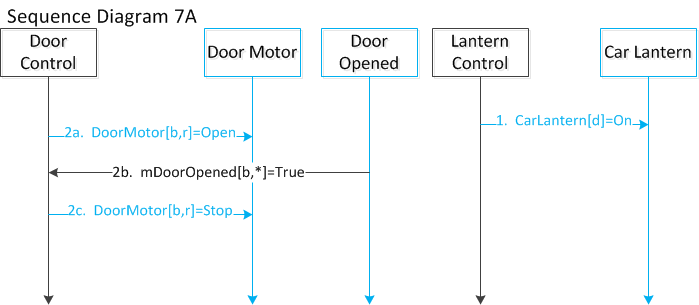 Sequence Diagram 7A
Door
Control
Door Motor
Door
Opened
Lantern
Control
Car Lantern
1. CarLantern[d]=On
2a. DoorMotor[b,r]=Open
2b. mDoorOpened[b,*]=True
2c. DoorMotor[b,r]=Stop